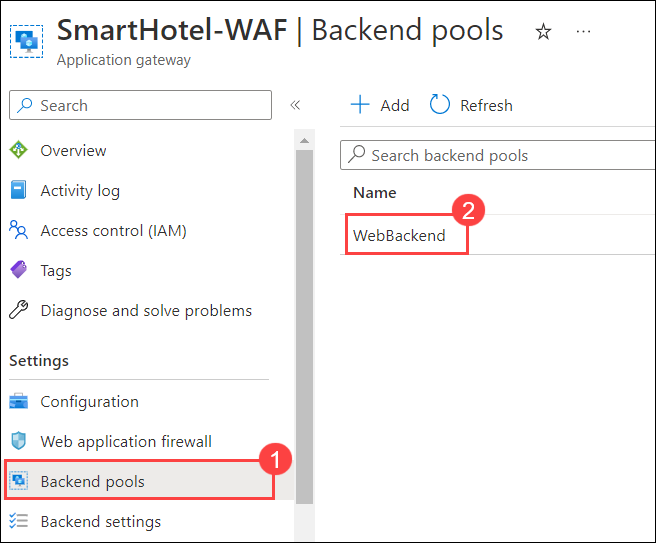 SmartHotel-WAF | Backend pools
Application gateway
Search
Overview
Activity log
Access control (IAM)
Tags
Diagnose and solve problems
Settings
Configuration
Web application firewall
Backend pools
1
Backend settings
Add Refresh
Search backend pools
Name
WebBackend
2